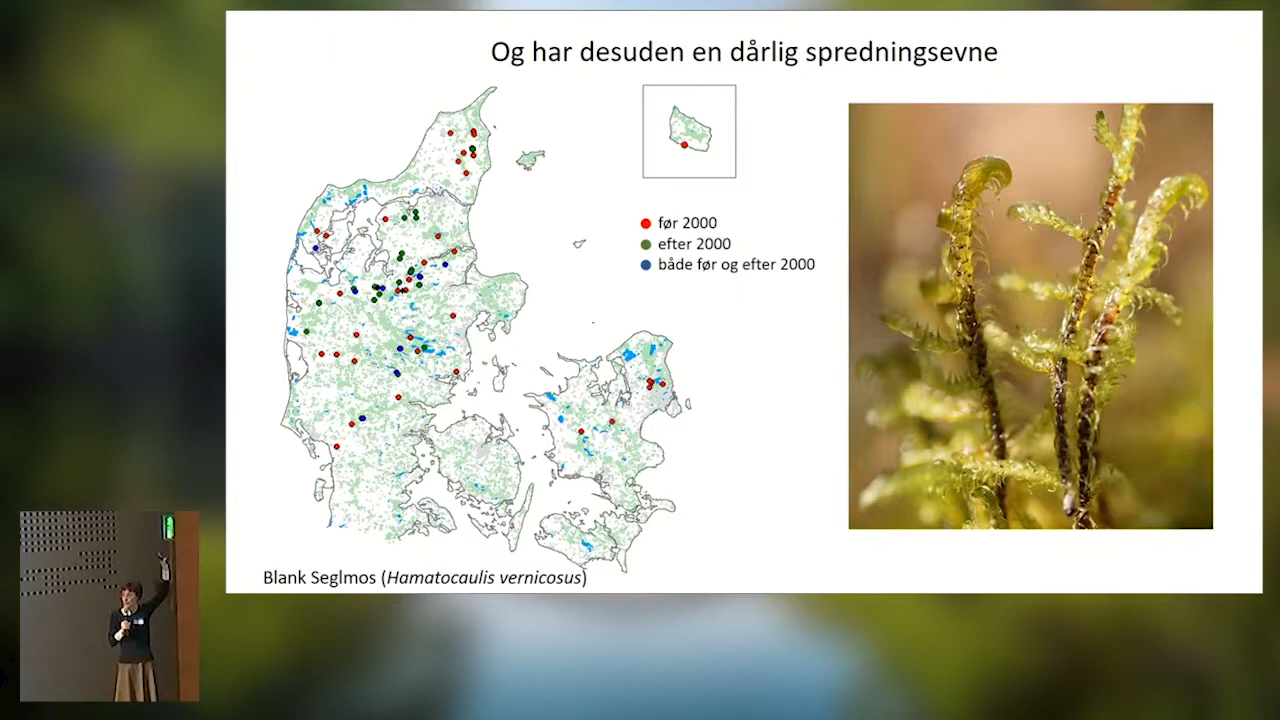 Og har desuden en dårlig spredningsevne
før 2000
efter 2000
både før og efter 2000
Blank Seglmos (Hamatocaulis vernicosus)